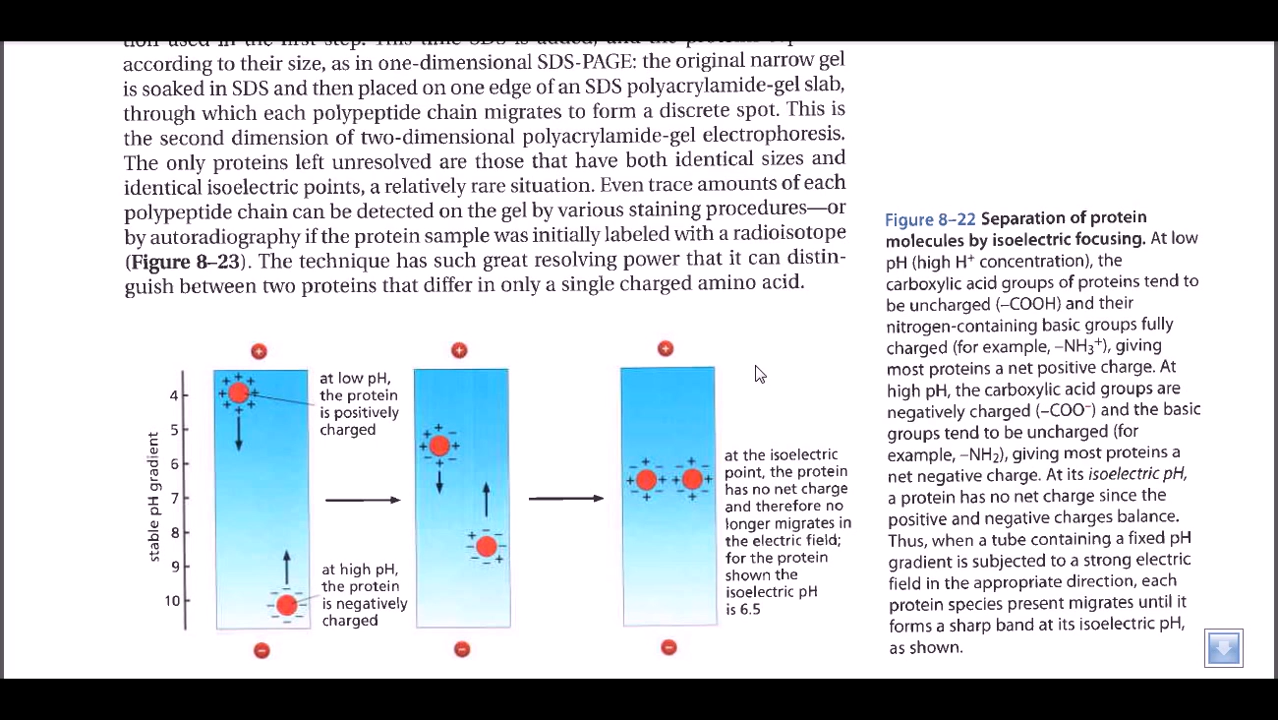 according to their size, as in one-dimensional SDS-PAGE: the original narrow gel
is soaked in SDS and then placed on one edge of an SDS polyacrylamide-gel slab,
through which each polypeptide chain migrates to form a discrete spot. This is
the second dimension of two-dimensional polyacrylamide-gel electrophoresis.
The only proteins left unresolved are those that have both identical sizes and
identical isoelectric points, a relatively rare situation. Even trace amounts of each
polypeptide chain can be detected on the gel by various staining procedures—or
by autoradiography if the protein sample was initially labeled with a radioisotope
(Figure 8–23). The technique has such great resolving power that it can distin-
guish between two proteins that differ in only a single charged amino acid.
stable pH gradient
4
5
6
7
8
9
10
+
at low pH,
the protein
is positively
charged
at high pH,
the protein
is negatively
charged
–
+
–
+
–
at the isoelectric
point, the protein
has no net charge
and therefore no
longer migrates in
the electric field;
for the protein
shown the
isoelectric pH
is 6.5
Figure 8–22 Separation of protein
molecules by isoelectric focusing. At low
pH (high H⁺ concentration), the
carboxylic acid groups of proteins tend to
be uncharged (–COOH) and their
nitrogen-containing basic groups fully
charged (for example, –NH₃⁺), giving
most proteins a net positive charge. At
high pH, the carboxylic acid groups are
negatively charged (–COO⁻) and the basic
groups tend to be uncharged (for
example, –NH₂), giving most proteins a
net negative charge. At its isoelectric pH,
a protein has no net charge since the
positive and negative charges balance.
Thus, when a tube containing a fixed pH
gradient is subjected to a strong electric
field in the appropriate direction, each
protein species present migrates until it
forms a sharp band at its isoelectric pH,
as shown.